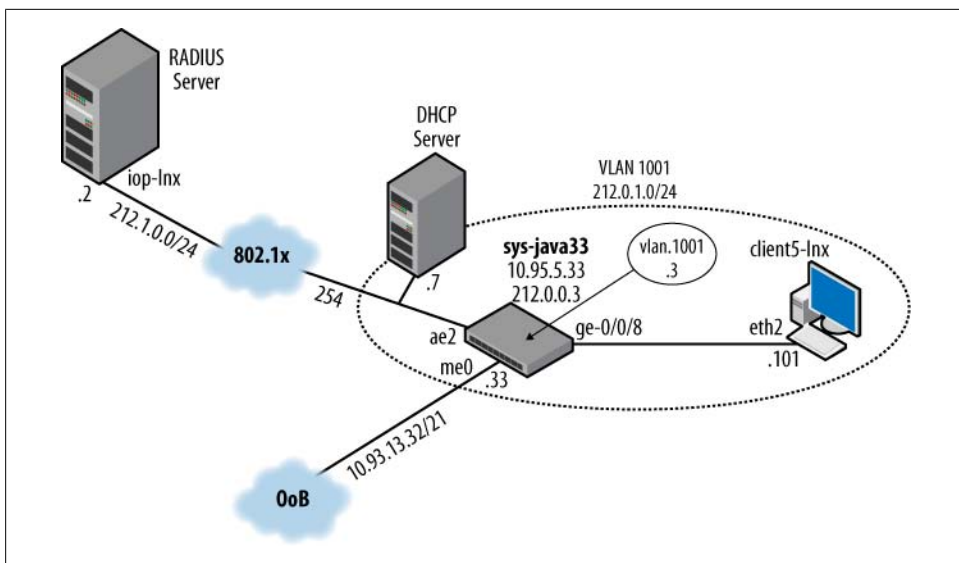 RADIUS
Server
iop-lnx
.2
212.1.0.0/24
802.1x
254
DHCP
Server
.7
VLAN 1001
212.0.1.0/24
sys-java33
10.95.5.33
212.0.0.3
vlan.1001
.3
client5-lnx
ae2
ge-0/0/8
eth2
.101
me0
.33
10.93.13.32/21
OoB